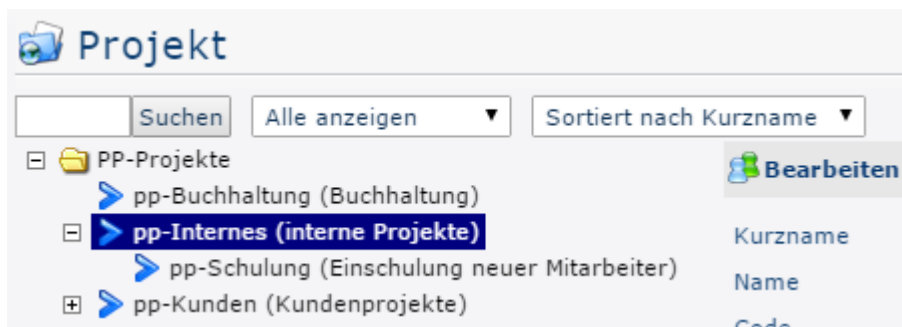 Projekt
Suchen Alle anzeigen Sortiert nach Kurzname
PP-Projekte
Bearbeiten
pp-Buchhaltung (Buchhaltung)
pp-Internes (interne Projekte)
Kurzname
pp-Schulung (Einschulung neuer Mitarbeiter)
Name
pp-Kunden (Kundenprojekte)
Code